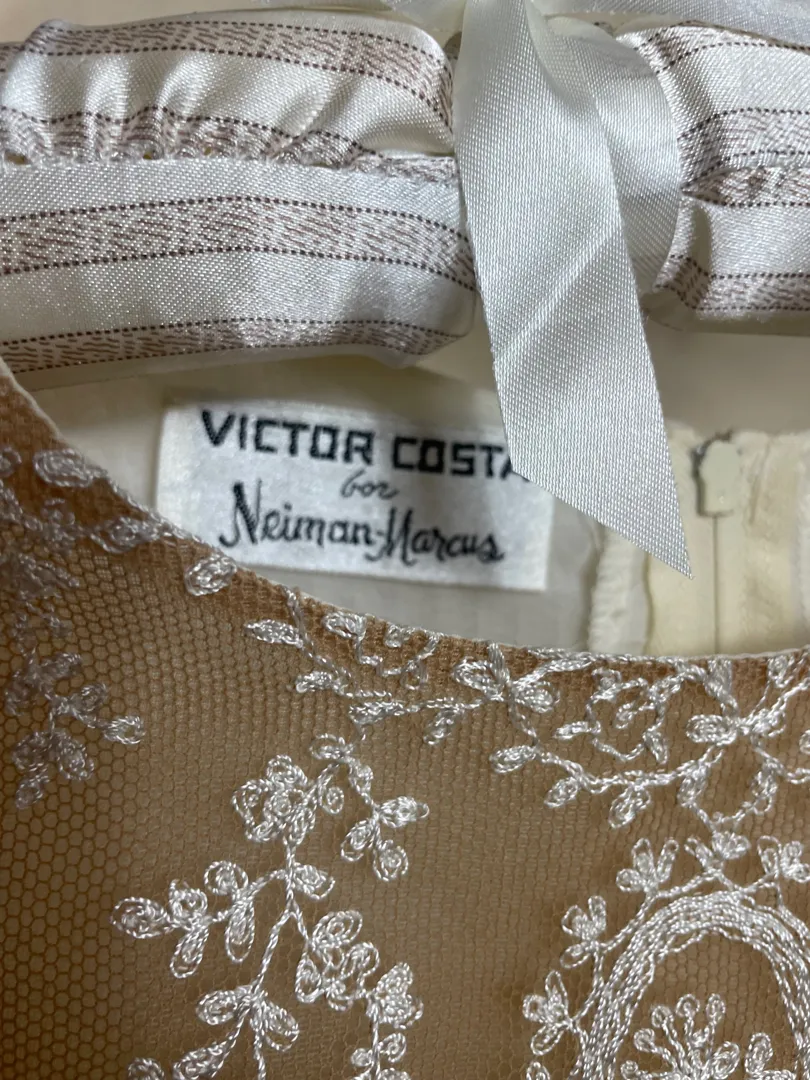 VICTOR COSTA
for
Neiman-Marcus